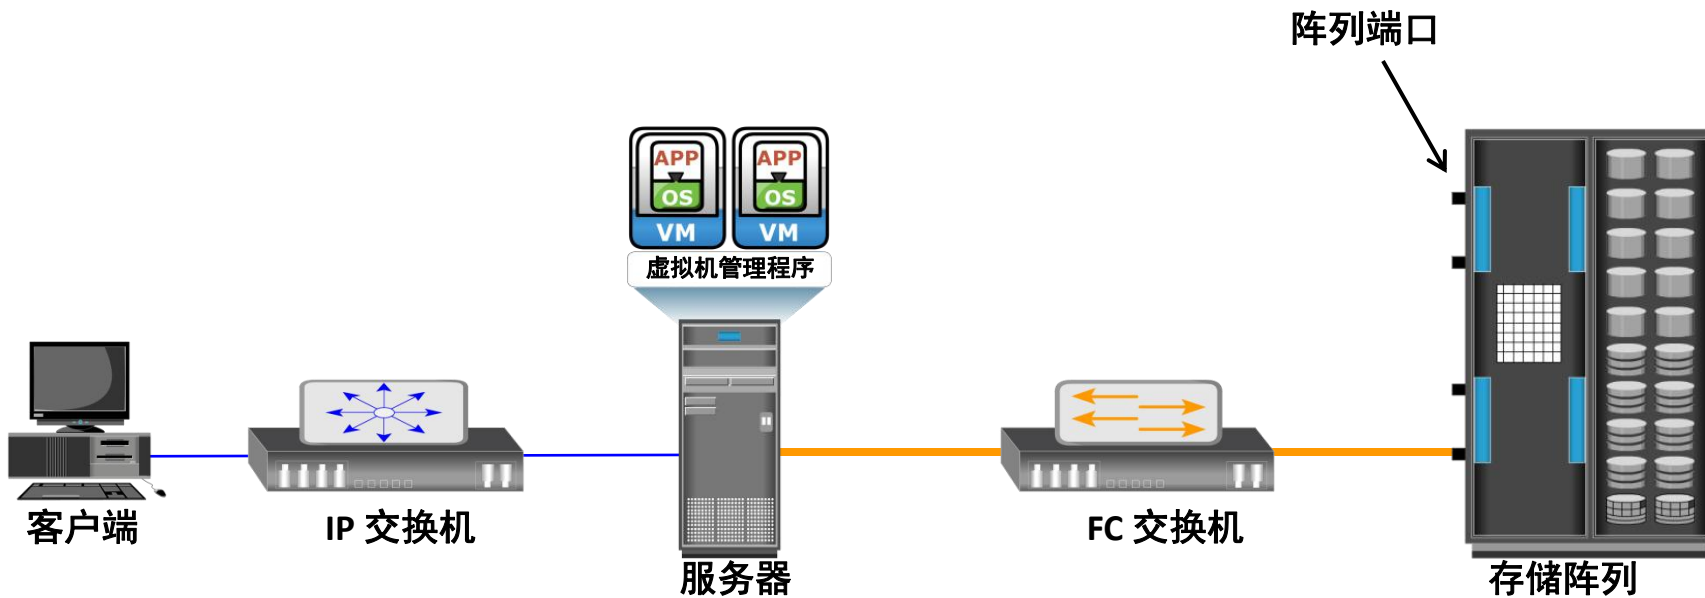 阵列端口
APP APP
OS OS
VM VM
虚拟机管理程序
客户端
IP 交换机
服务器
FC 交换机
存储阵列